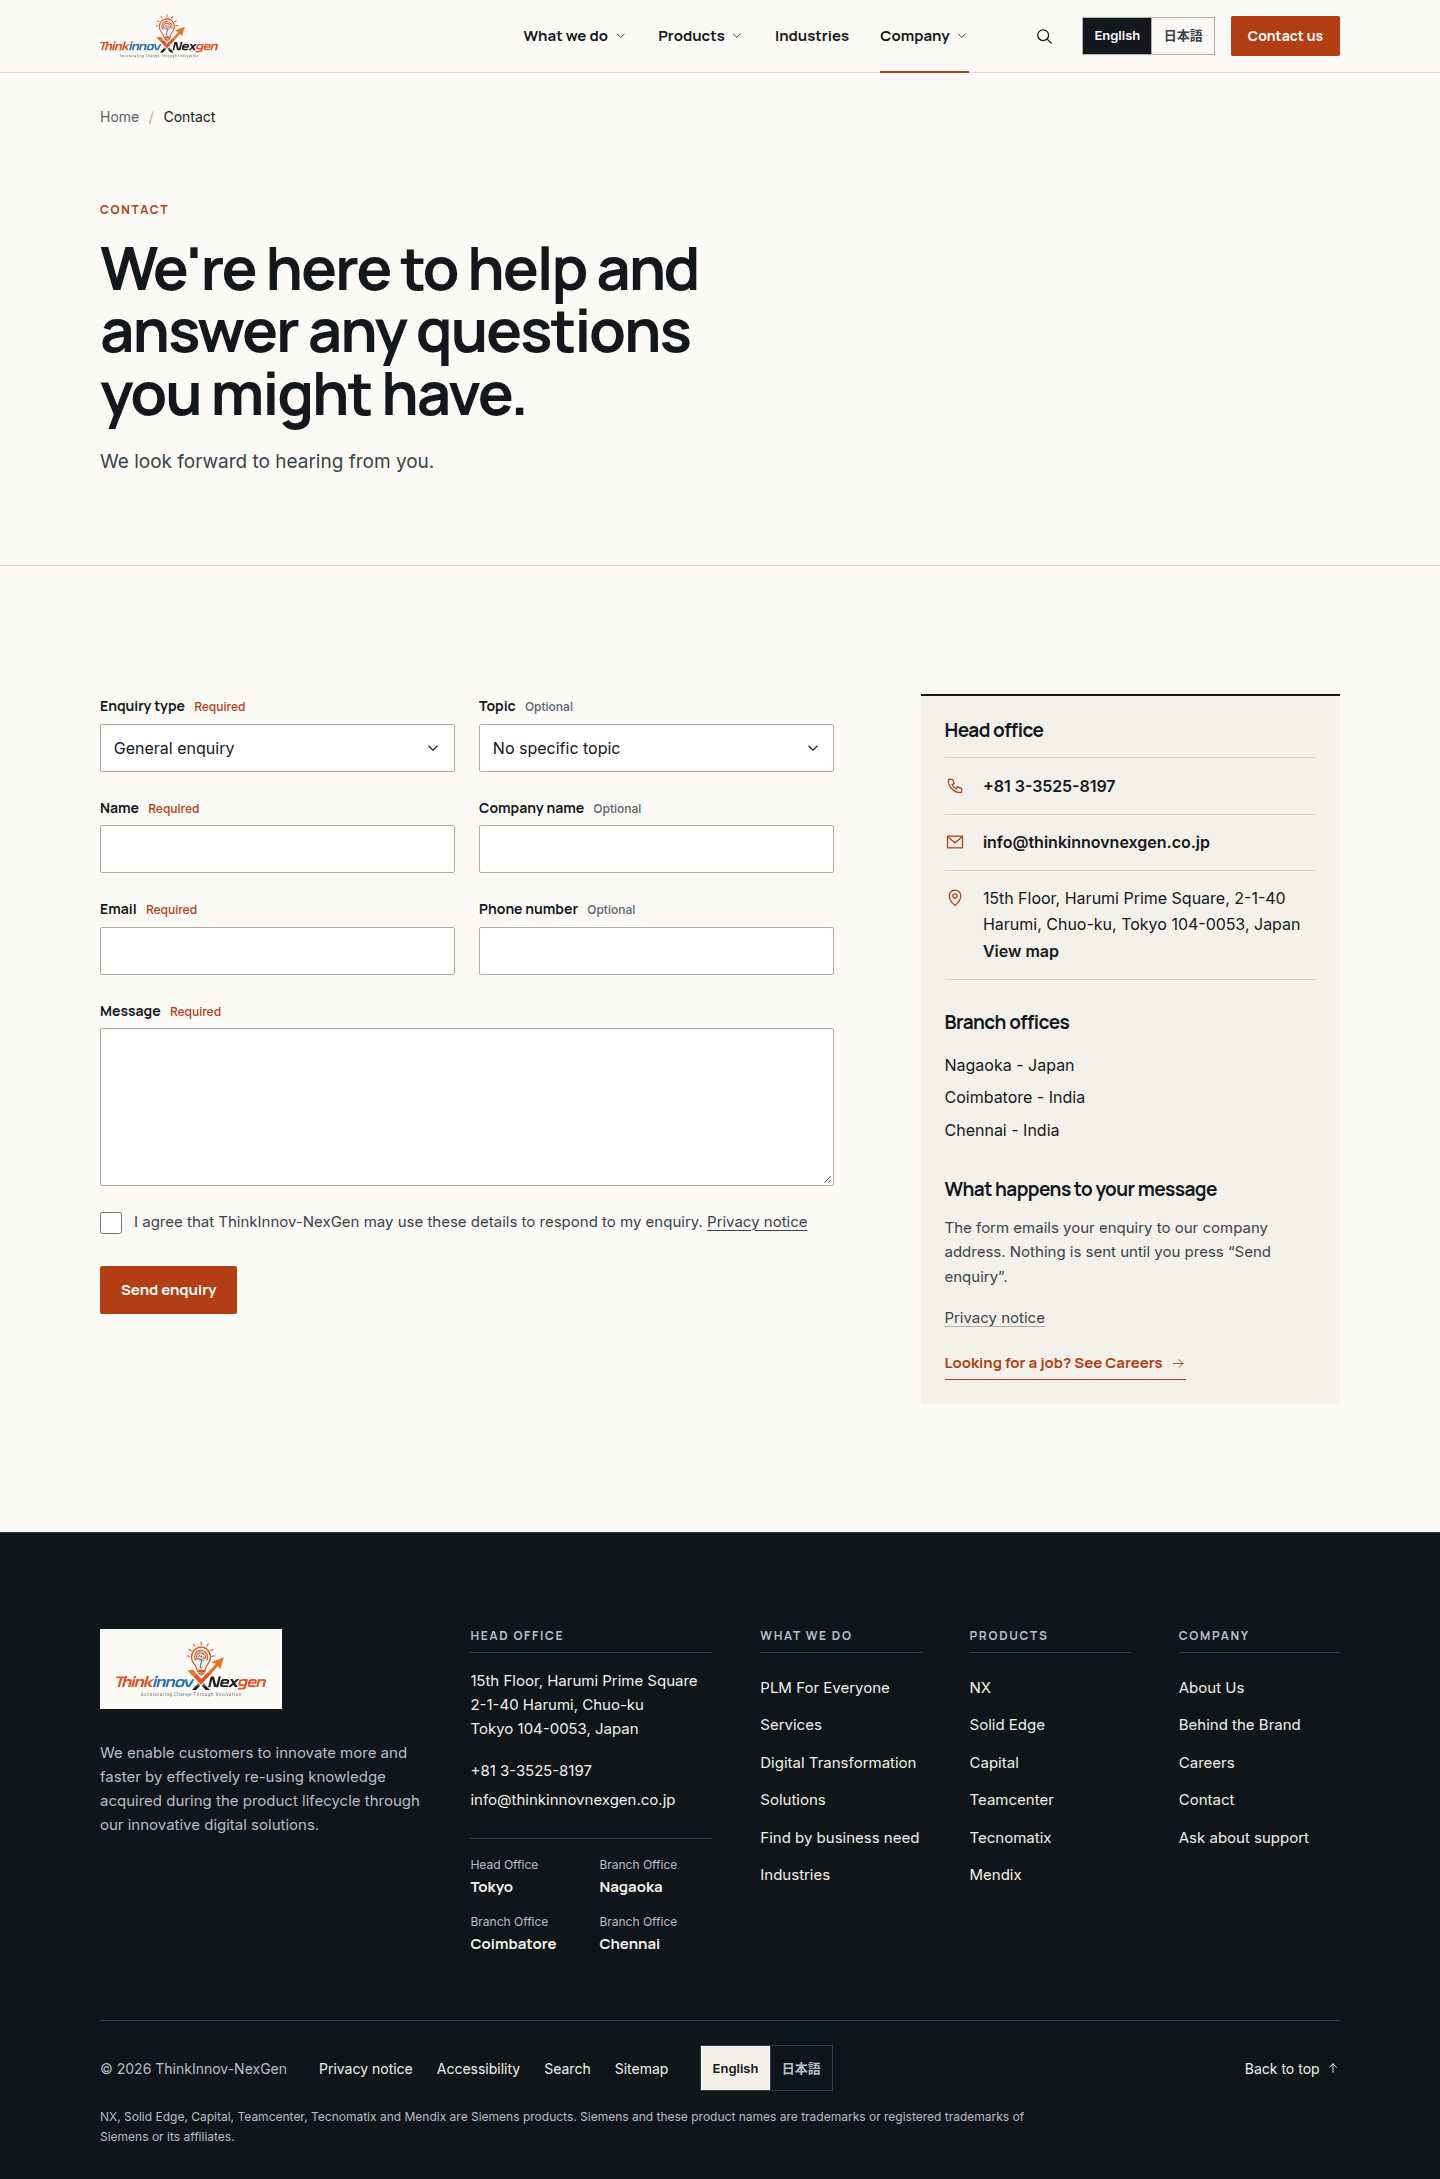 ThinkinnovXNexgen
Accelerating Change Through Innovation
What we do
Products
Industries
Company
English
日本語
Contact us
Home / Contact
CONTACT
We're here to help and
answer any questions
you might have.
We look forward to hearing from you.
Enquiry type Required
Topic Optional
General enquiry
No specific topic
Name Required
Company name Optional
Email Required
Phone number Optional
Message Required
I agree that ThinkInnov-NexGen may use these details to respond to my enquiry. Privacy notice
Send enquiry
Head office
+81 3-3525-8197
info@thinkinnovnexgen.co.jp
15th Floor, Harumi Prime Square, 2-1-40
Harumi, Chuo-ku, Tokyo 104-0053, Japan
View map
Branch offices
Nagaoka - Japan
Coimbatore - India
Chennai - India
What happens to your message
The form emails your enquiry to our company
address. Nothing is sent until you press “Send
enquiry”.
Privacy notice
Looking for a job? See Careers
ThinkinnovXNexgen
Accelerating Change Through Innovation
We enable customers to innovate more and
faster by effectively re-using knowledge
acquired during the product lifecycle through
our innovative digital solutions.
HEAD OFFICE
15th Floor, Harumi Prime Square
2-1-40 Harumi, Chuo-ku
Tokyo 104-0053, Japan
+81 3-3525-8197
info@thinkinnovnexgen.co.jp
Head Office
Tokyo
Branch Office
Nagaoka
Branch Office
Coimbatore
Branch Office
Chennai
WHAT WE DO
PLM For Everyone
Services
Digital Transformation
Solutions
Find by business need
Industries
PRODUCTS
NX
Solid Edge
Capital
Teamcenter
Tecnomatix
Mendix
COMPANY
About Us
Behind the Brand
Careers
Contact
Ask about support
© 2026 ThinkInnov-NexGen
Privacy notice
Accessibility
Search
Sitemap
English
日本語
Back to top
NX, Solid Edge, Capital, Teamcenter, Tecnomatix and Mendix are Siemens products. Siemens and these product names are trademarks or registered trademarks of
Siemens or its affiliates.